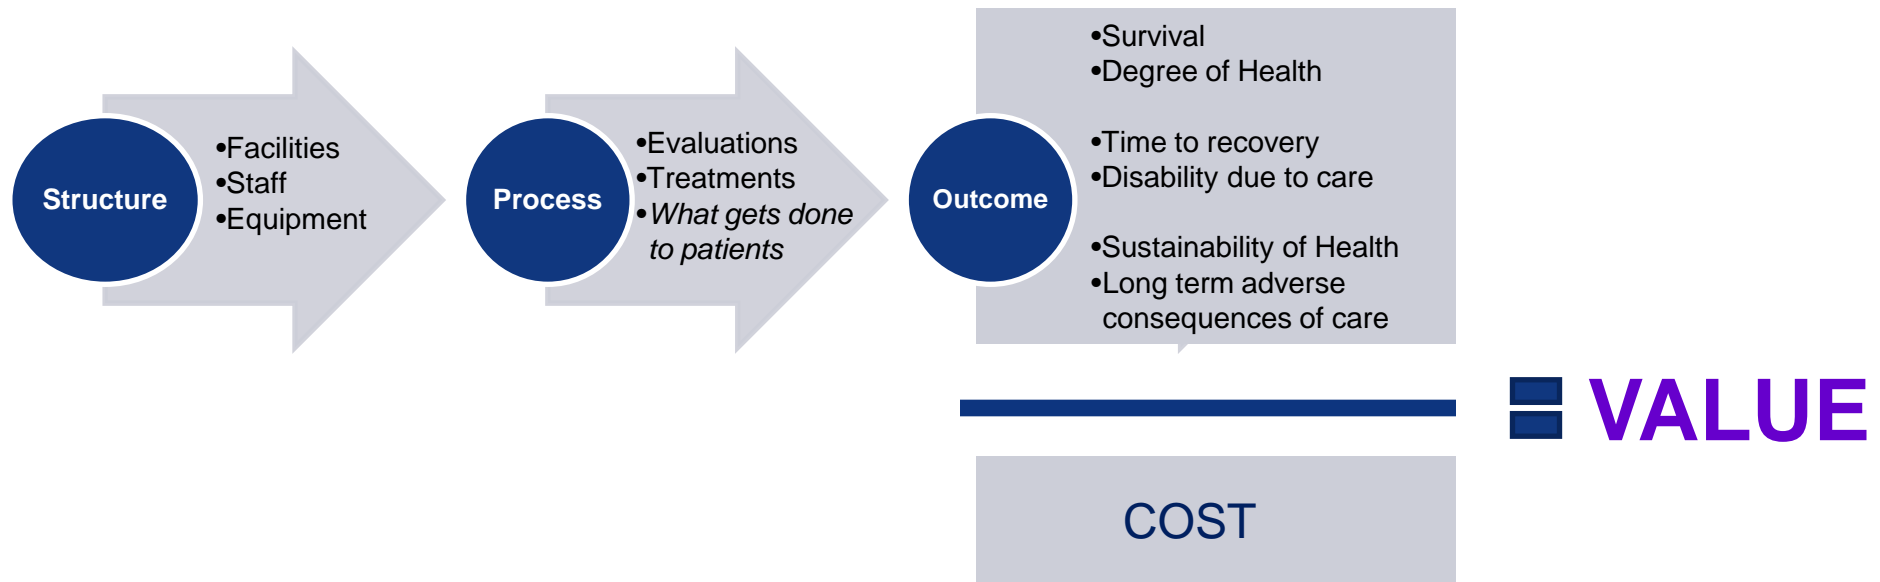 Structure
•Facilities
•Staff
•Equipment
Process
•Evaluations
•Treatments
•What gets done
to patients
Outcome
•Survival
•Degree of Health
•Time to recovery
•Disability due to care
•Sustainability of Health
•Long term adverse
consequences of care
= VALUE
COST